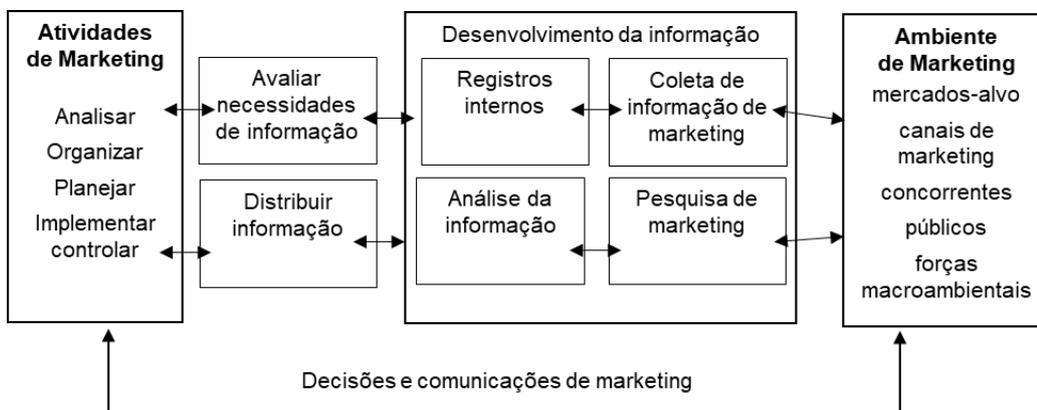 Atividades
de Marketing
Analisar
Organizar
Planejar
Implementar
controlar
Avaliar
necessidades
de informação
Distribuir
informação
Desenvolvimento da informação
Registros
internos
Coleta de
informação de
marketing
Análise da
informação
Pesquisa de
marketing
Ambiente
de Marketing
mercados-alvo
canais de
marketing
concorrentes
públicos
forças
macroambientais
Decisões e comunicações de marketing